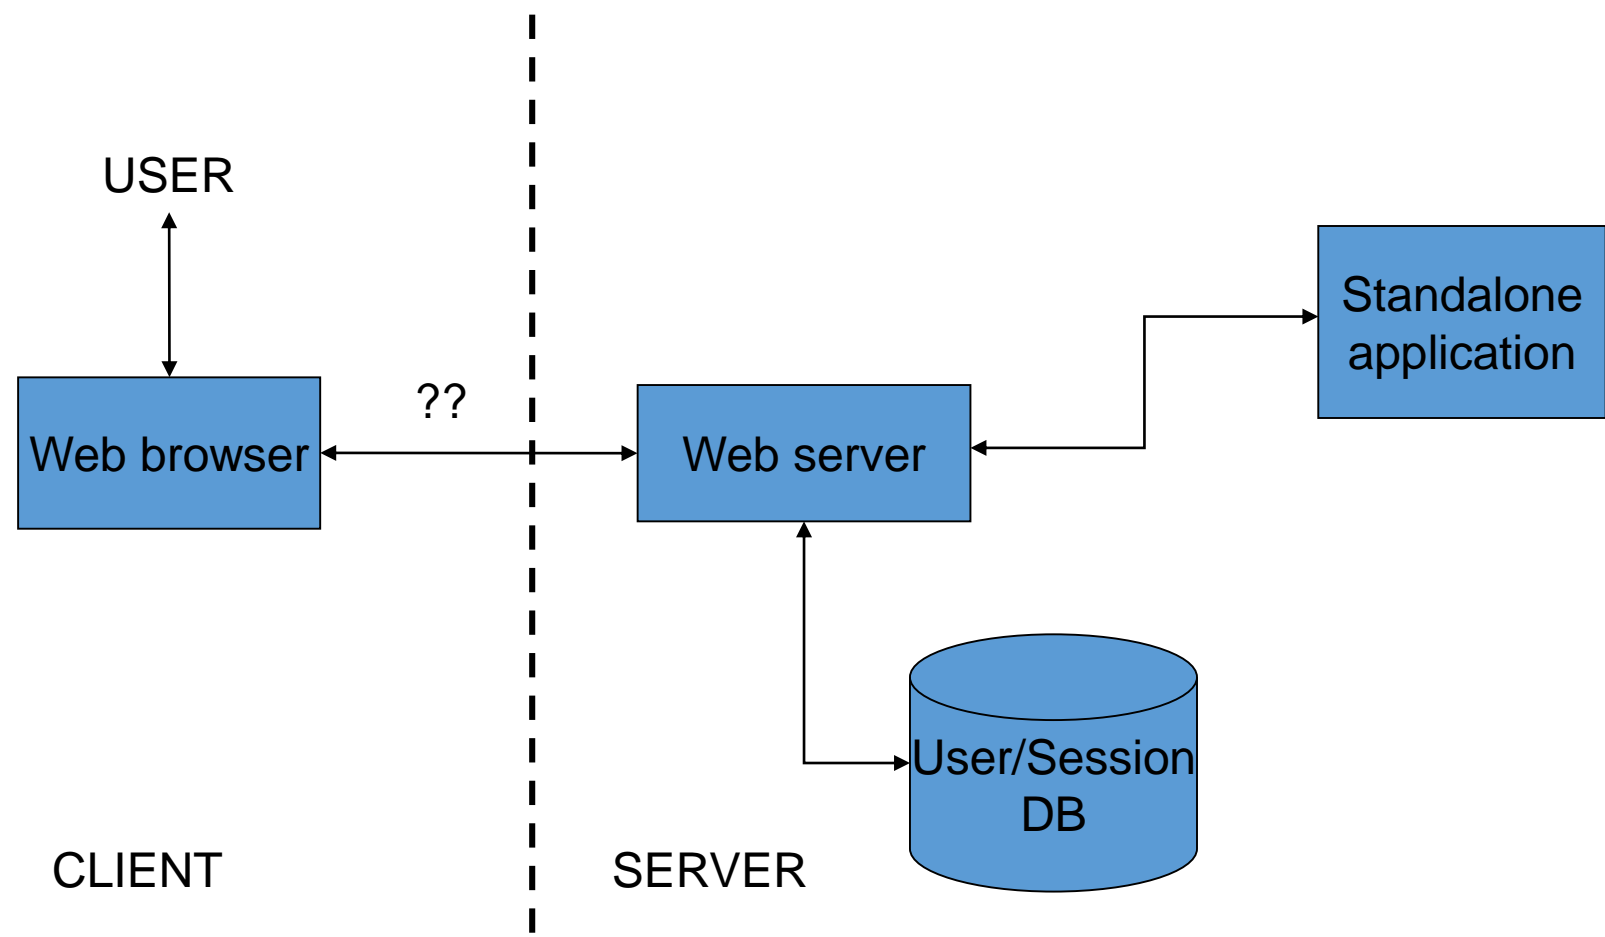 USER
Standalone
application
??
Web browser
Web server
User/Session
DB
CLIENT
SERVER